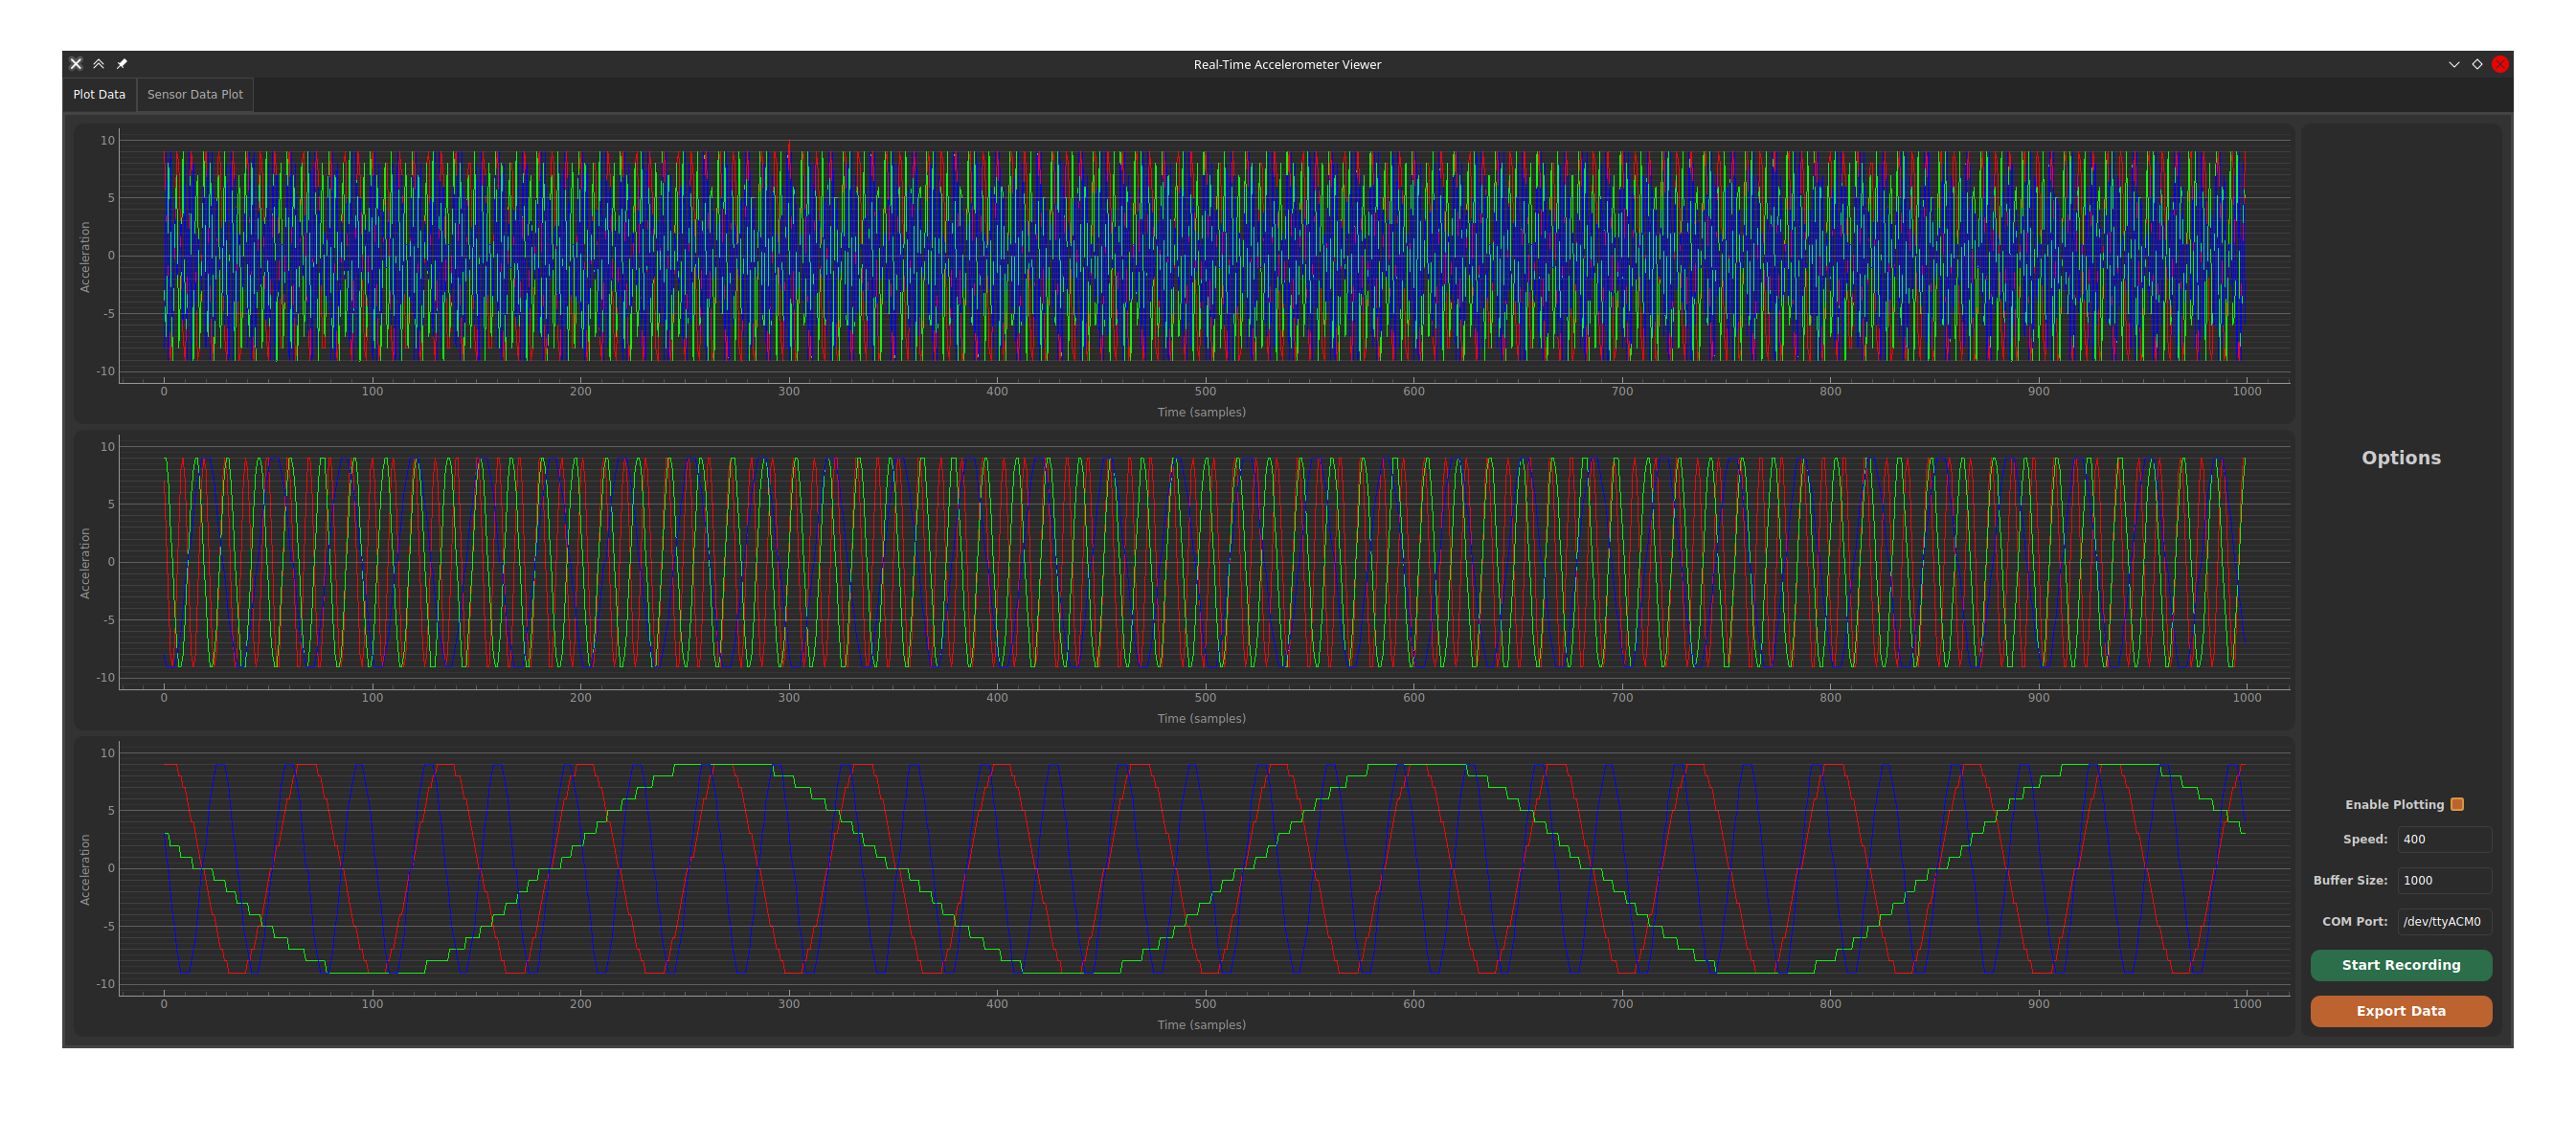 Real-Time Accelerometer Viewer
Plot Data
Sensor Data Plot
10
5
0
-5
-10
Acceleration
0 100 200 300 400 500 600 700 800 900 1000
Time (samples)
10
5
0
-5
-10
Acceleration
0 100 200 300 400 500 600 700 800 900 1000
Time (samples)
10
5
0
-5
-10
Acceleration
0 100 200 300 400 500 600 700 800 900 1000
Time (samples)
Options
Enable Plotting
Speed: 400
Buffer Size: 1000
COM Port: /dev/ttyACM0
Start Recording
Export Data